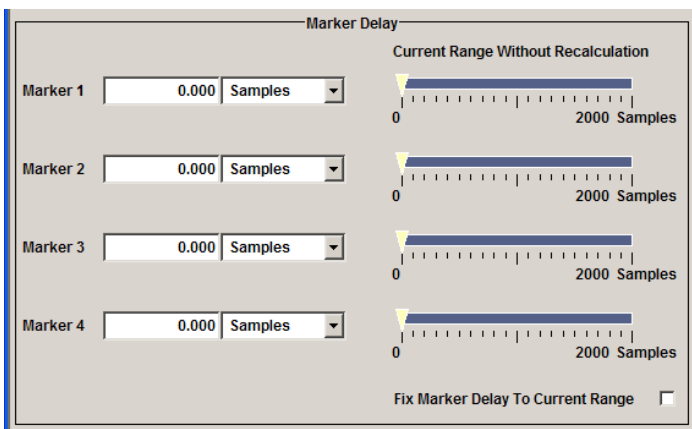 Marker Delay
Current Range Without Recalculation
Marker 1 0.000 Samples
0 2000 Samples
Marker 2 0.000 Samples
0 2000 Samples
Marker 3 0.000 Samples
0 2000 Samples
Marker 4 0.000 Samples
0 2000 Samples
Fix Marker Delay To Current Range